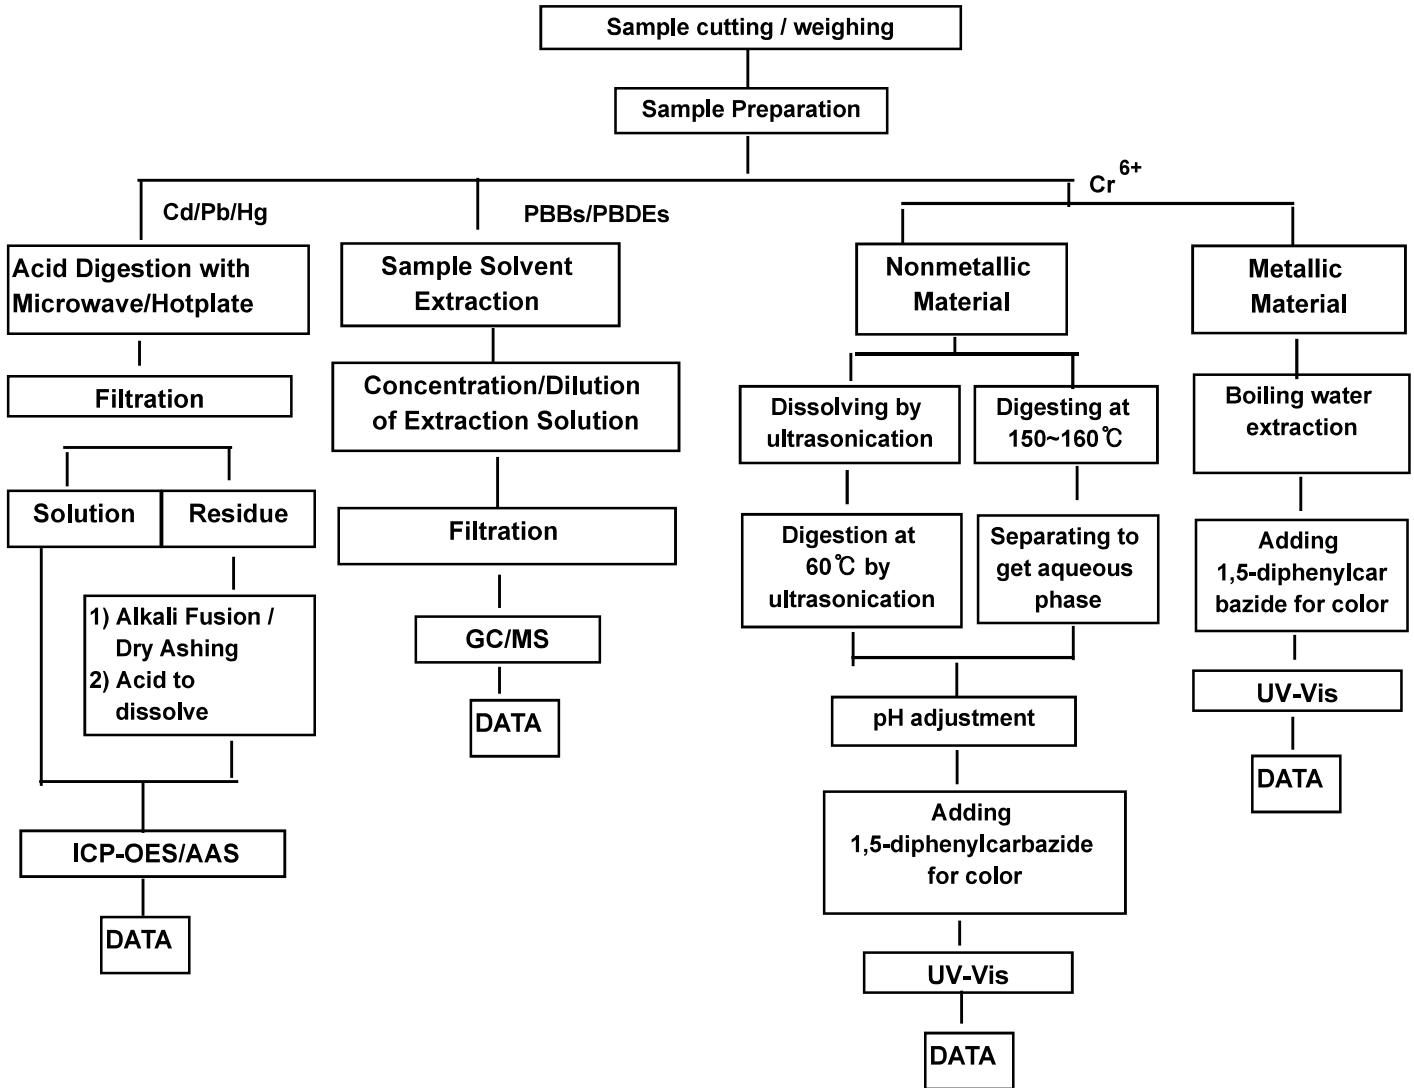 Sample cutting / weighing
Sample Preparation
Cd/Pb/Hg
PBBs/PBDEs
Cr 6+
Acid Digestion with
Microwave/Hotplate
Filtration
Solution
Residue
1) Alkali Fusion /
Dry Ashing
2) Acid to
dissolve
ICP-OES/AAS
DATA
Sample Solvent
Extraction
Concentration/Dilution
of Extraction Solution
Filtration
GC/MS
DATA
Nonmetallic
Material
Dissolving by
ultrasonication
Digestion at
60℃ by
ultrasonication
Digesting at
150~160℃
Separating to
get aqueous
phase
pH adjustment
Adding
1,5-diphenylcarbazide
for color
UV-Vis
DATA
Metallic
Material
Boiling water
extraction
Adding
1,5-diphenylcar
bazide for color
UV-Vis
DATA